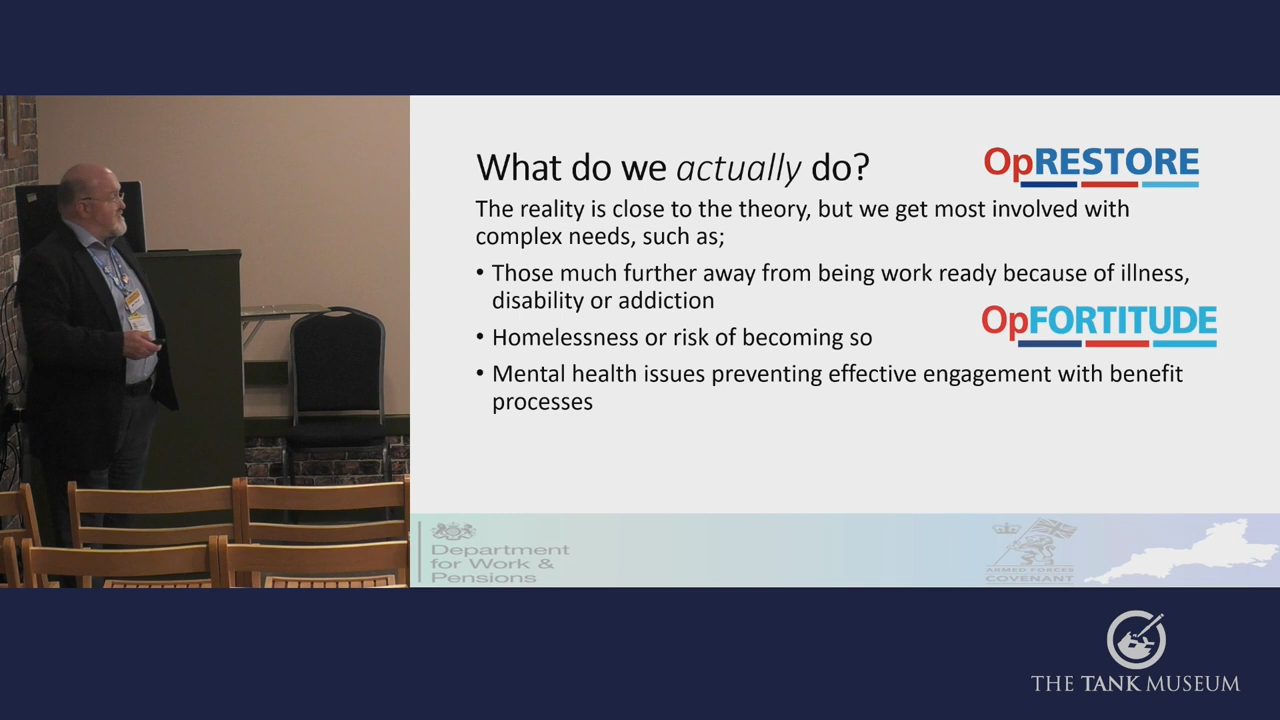 What do we actually do?
OpRESTORE
The reality is close to the theory, but we get most involved with
complex needs, such as;
• Those much further away from being work ready because of illness,
disability or addiction
OpFORTITUDE
• Homelessness or risk of becoming so
• Mental health issues preventing effective engagement with benefit
processes
Department
for Work &
Pensions
ARMED FORCES
COVENANT
THE TANK MUSEUM